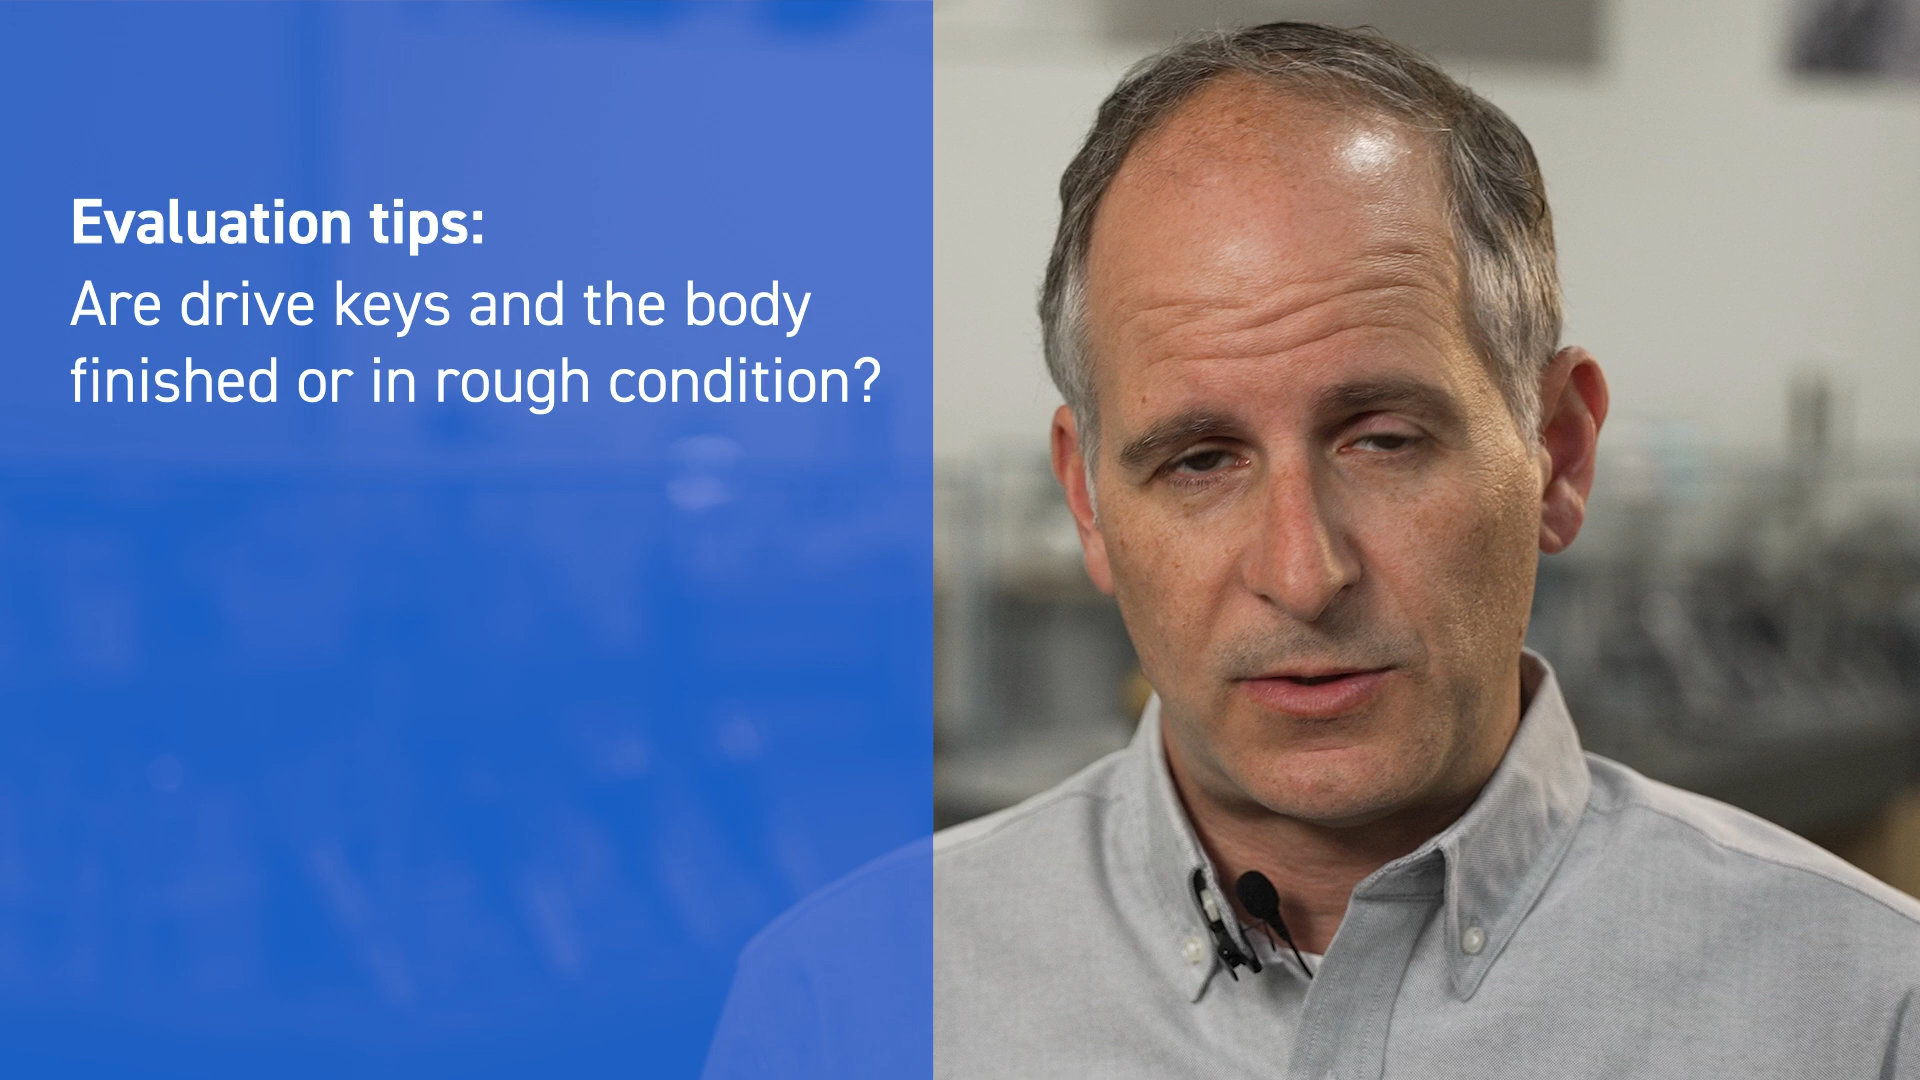 Evaluation tips:
Are drive keys and the body
finished or in rough condition?